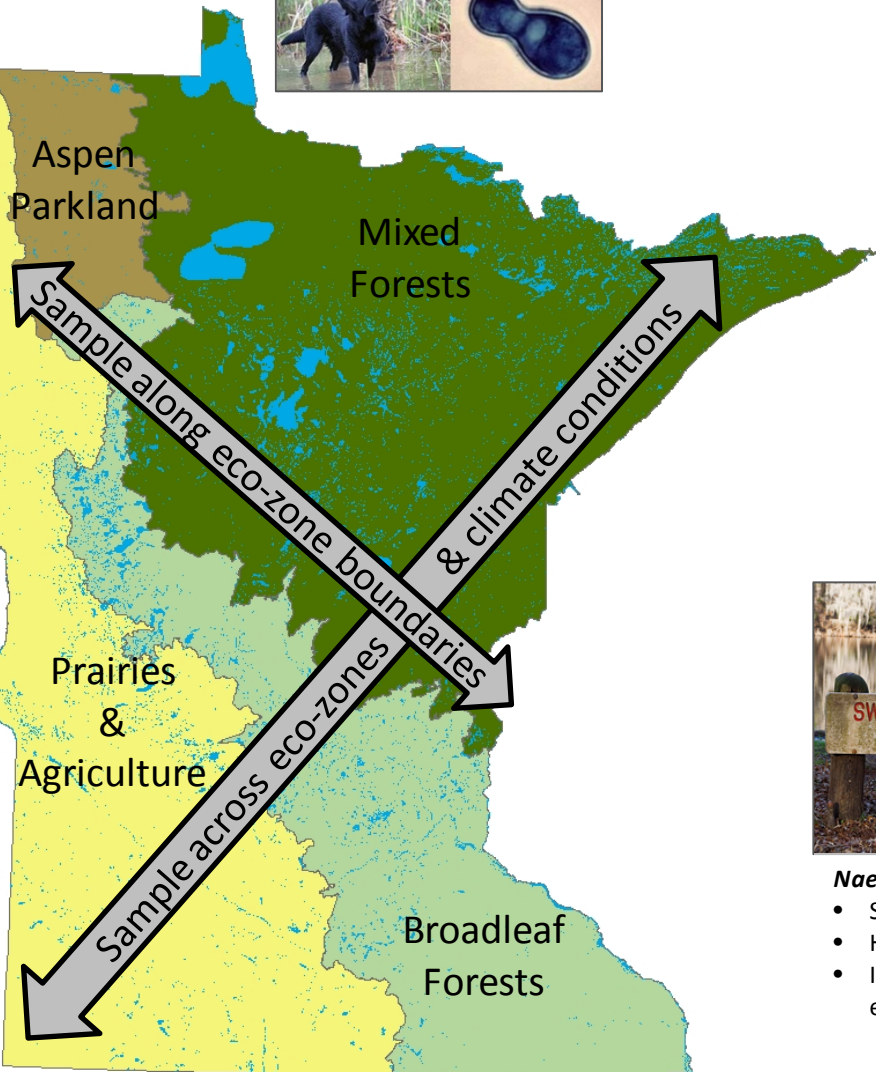 Aspen
Parkland
Mixed
Forests
Sample along eco-zone boundaries
& climate conditions
Sample across eco-zones
Prairies
&
Agriculture
Broadleaf
Forests